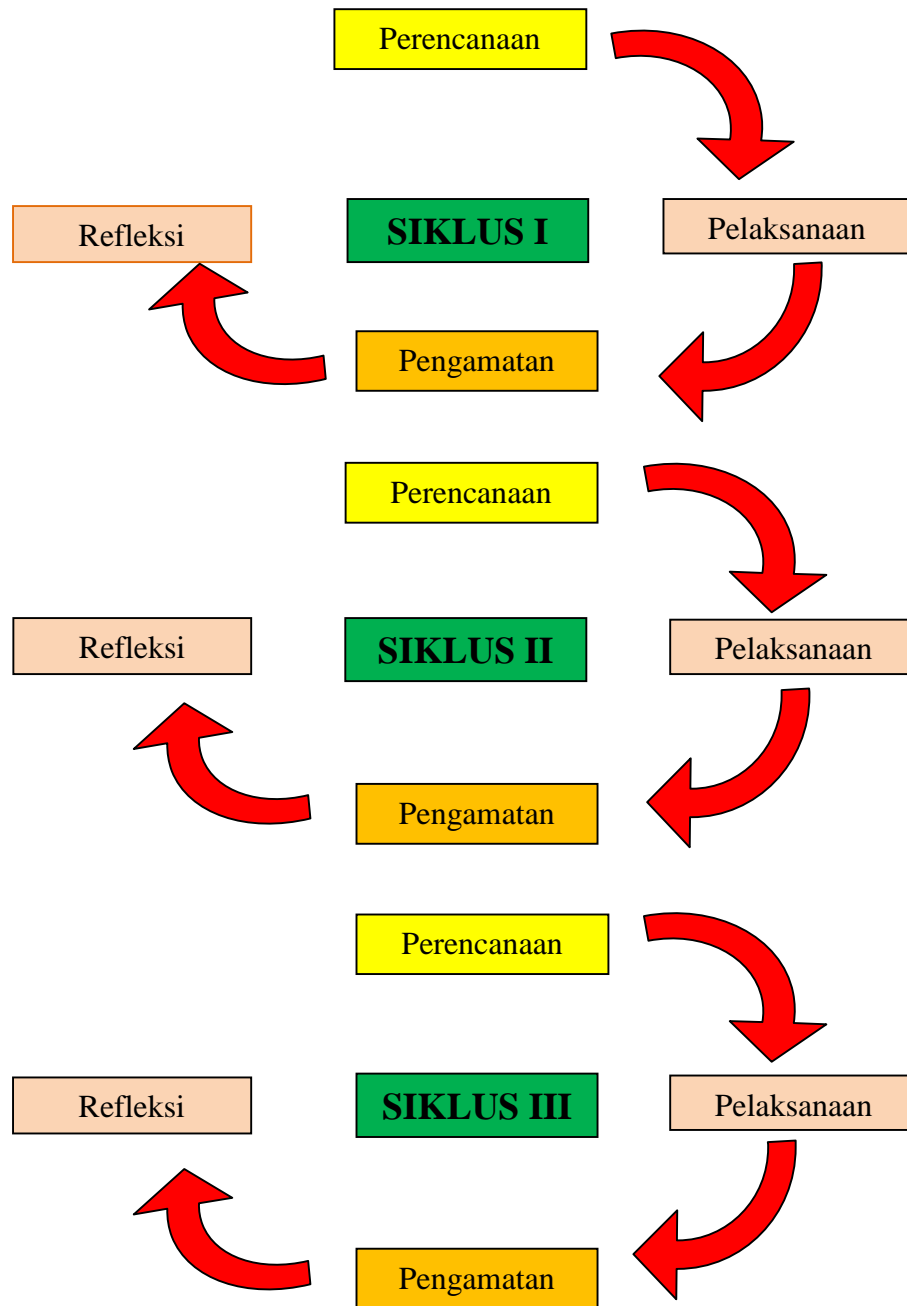 Perencanaan
Refleksi
SIKLUS I
Pelaksanaan
Pengamatan
Perencanaan
Refleksi
SIKLUS II
Pelaksanaan
Pengamatan
Perencanaan
Refleksi
SIKLUS III
Pelaksanaan
Pengamatan